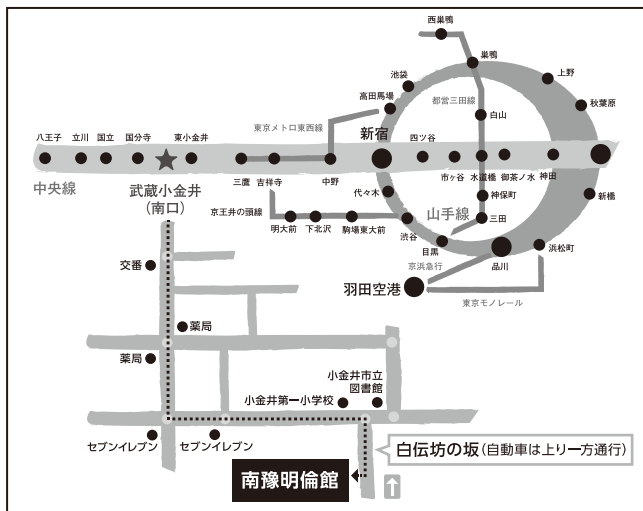 西巣鴨
巣鴨
池袋
上野
高田馬場
都営三田線
秋葉原
白山
東京メトロ東西線
新宿
四ツ谷
八王子
立川
国立
国分寺
東小金井
中央線
武蔵小金井
(南口)
三鷹
吉祥寺
中野
市ヶ谷
水道橋
御茶ノ水
神田
代々木
神保町
新橋
京王井の頭線
山手線
三田
明大前
下北沢
駒場東大前
渋谷
目黒
浜松町
京浜急行
品川
羽田空港
東京モノレール
交番
薬局
薬局
小金井市立
図書館
小金井第一小学校
セブンイレブン
セブンイレブン
白伝坊の坂(自動車は上り一方通行)
南豫明倫館